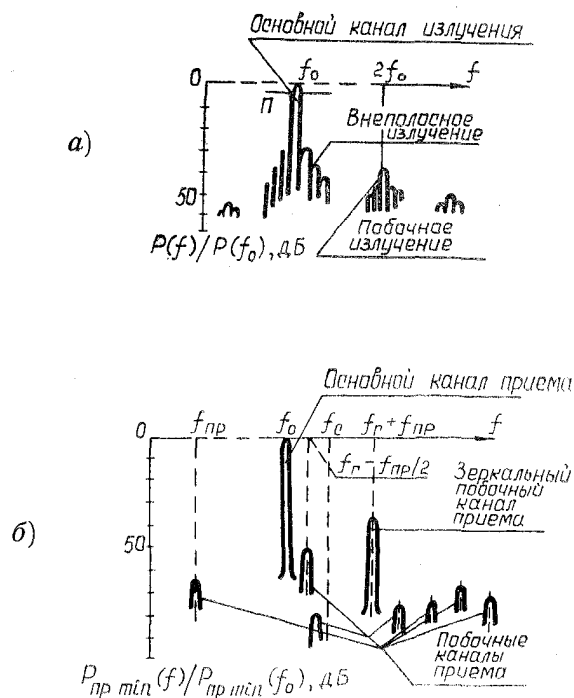 Основной канал излучения
0
f₀
2f₀
f
П
Внеполосное
излучение
а)
50
Побочное
излучение
P(f)/P(f₀), дБ
Основной канал приема
0
fпр
f₀
fс
fг+fпр
f
fг-fпр/2
Зеркальный
побочный
канал
приема
б)
50
Побочные
каналы
приема
Pпр min(f)/Pпр min(f₀), дБ